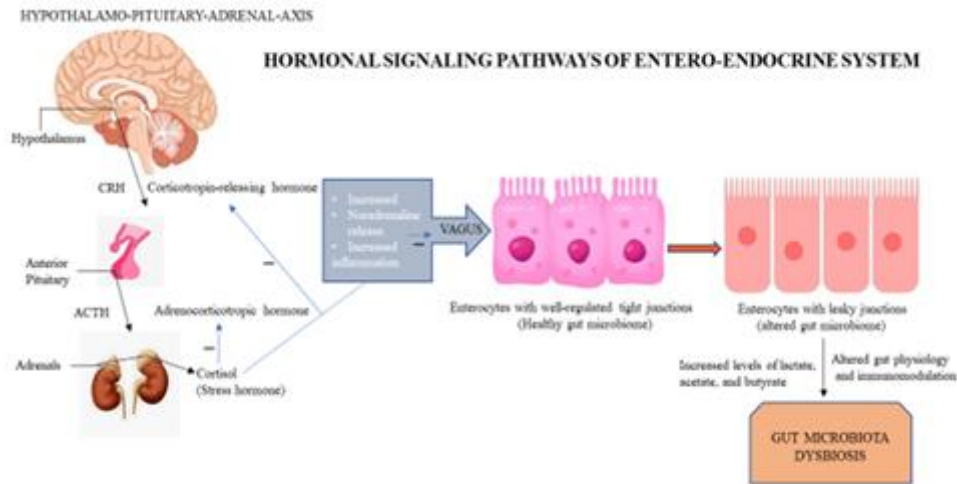 HYPOTHALAMO-PITUITARY-ADRENAL-AXIS
HORMONAL SIGNALING PATHWAYS OF ENTERO-ENDOCRINE SYSTEM
Hypothalamus
CRH
Corticotropin-releasing hormone
Anterior
Pituitary
ACTH
Adrenocorticotropic hormone
Adrenals
Cortisol
(Stress hormone)
• Increased
• Noradrenaline
release
• Increased
inflammation
VAGUS
Enterocytes with well-regulated tight junctions
(Healthy gut microbiome)
Enterocytes with leaky junctions
(altered gut microbiome)
Increased levels of lactate,
acetate, and butyrate
Altered gut physiology
and immunomodulation
GUT MICROBIOTA
DYSBIOSIS